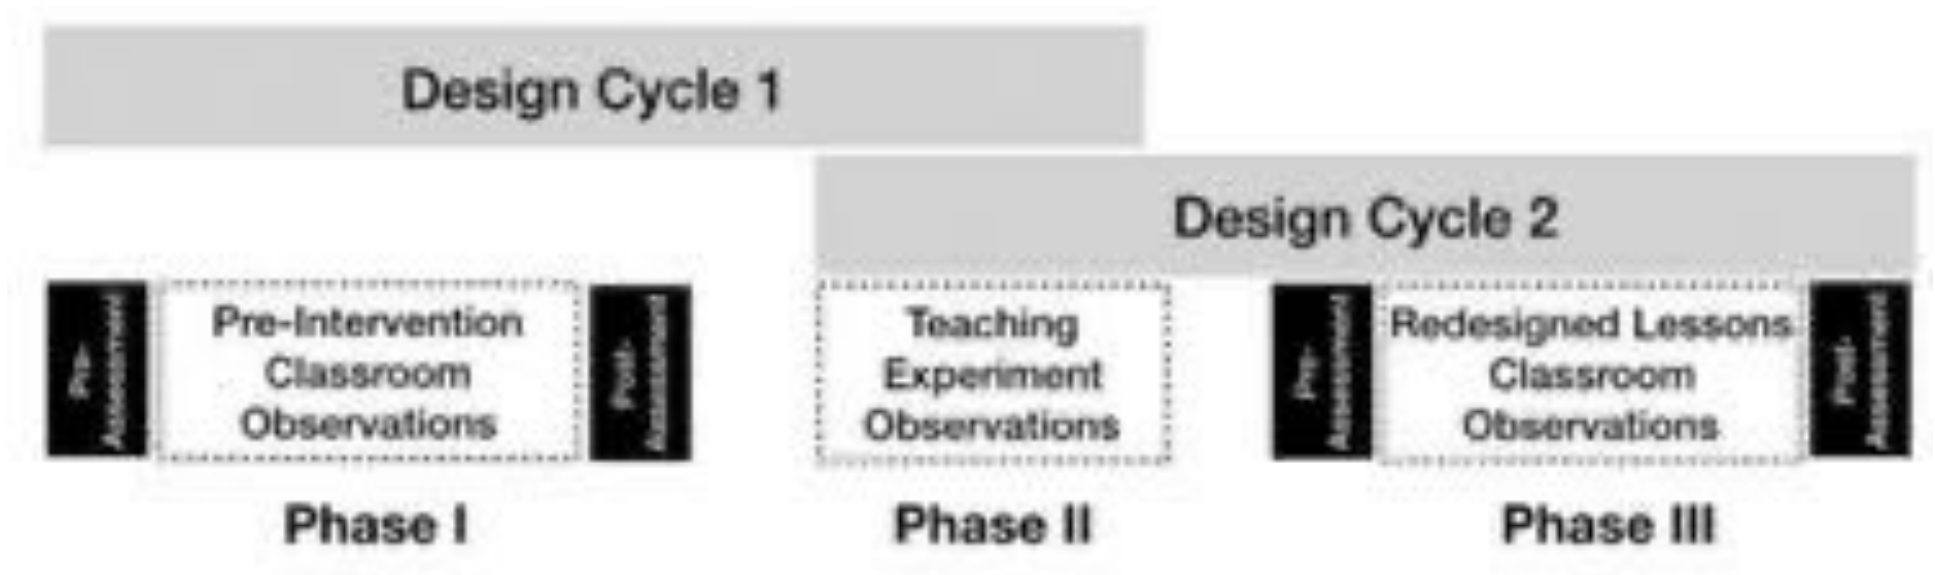 Design Cycle 1
Design Cycle 2
Pre-
Assessment
Pre-Intervention
Classroom
Observations
Post-
Assessment
Teaching
Experiment
Observations
Pre-
Assessment
Redesigned Lessons
Classroom
Observations
Post-
Assessment
Phase I
Phase II
Phase III